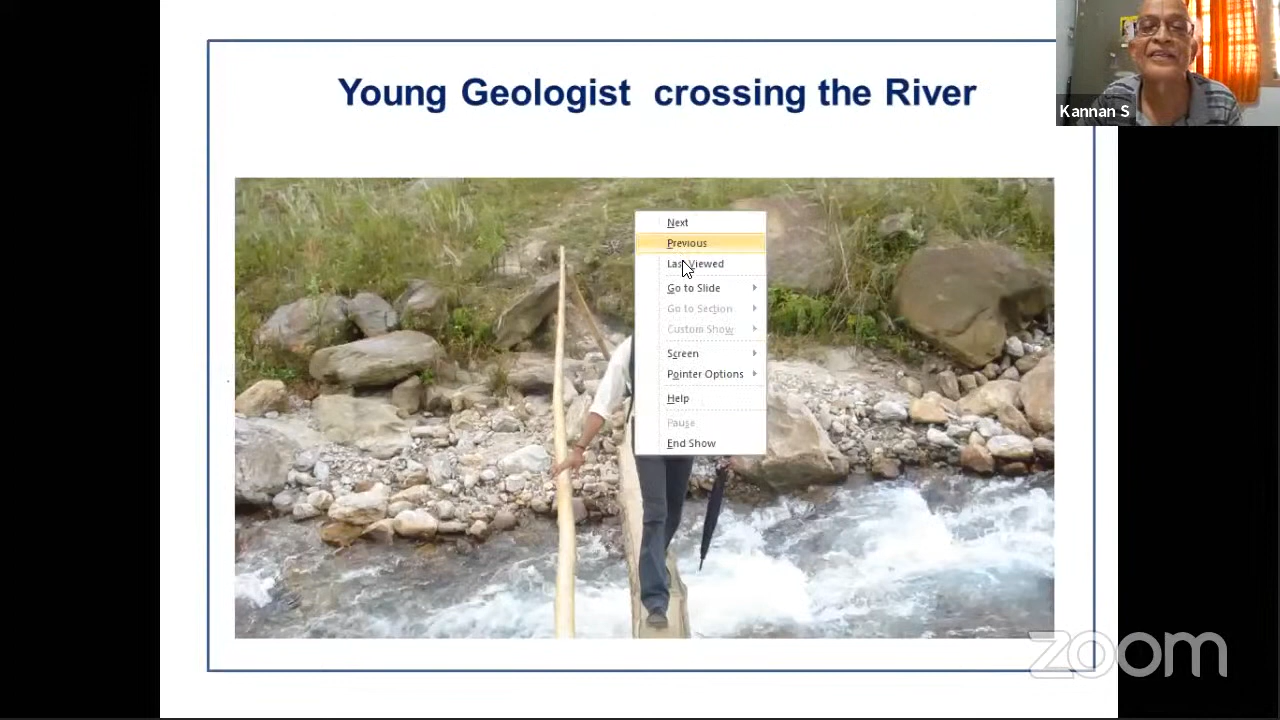 Young Geologist crossing the River
Kannan S
Next
Previous
Last Viewed
Go to Slide
Go to Section
Custom Show
Screen
Pointer Options
Help
Pause
End Show
zoom